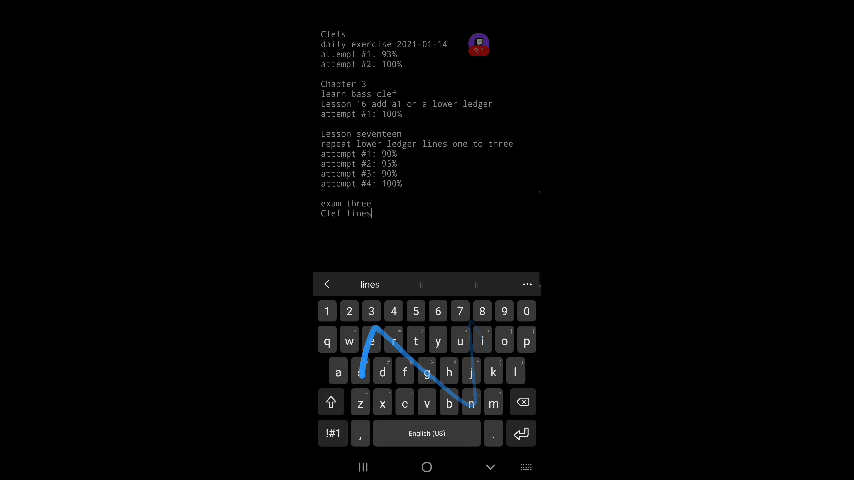 Clefs
daily exercise 2021-01-14
attempt #1: 93%
attempt #2: 100%
Chapter 3
learn bass clef
Lesson 16 add a1 on a lower ledger
attempt #1: 100%
Lesson seventeen
repeat lower ledger lines one to three
attempt #1: 90%
attempt #2: 95%
attempt #3: 90%
attempt #4: 100%
exam three
Clef lines
lines
1 2 3 4 5 6 7 8 9 0
q w e r t y u i o p
a s d f g h j k l
z x c v b n m
!#1 , English (US) .